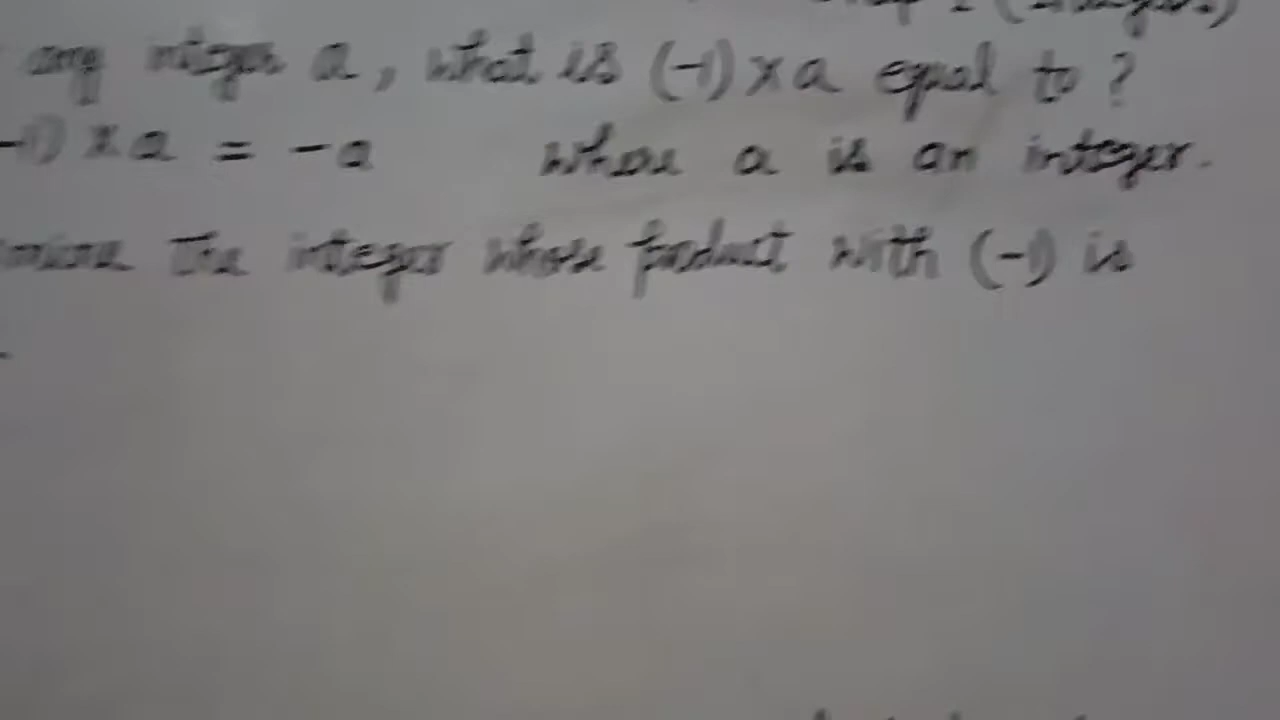 any integer a, what is (-1) × a equal to?
-1) × a = -a where a is an integer.
mine The integer whose product with (-1) is